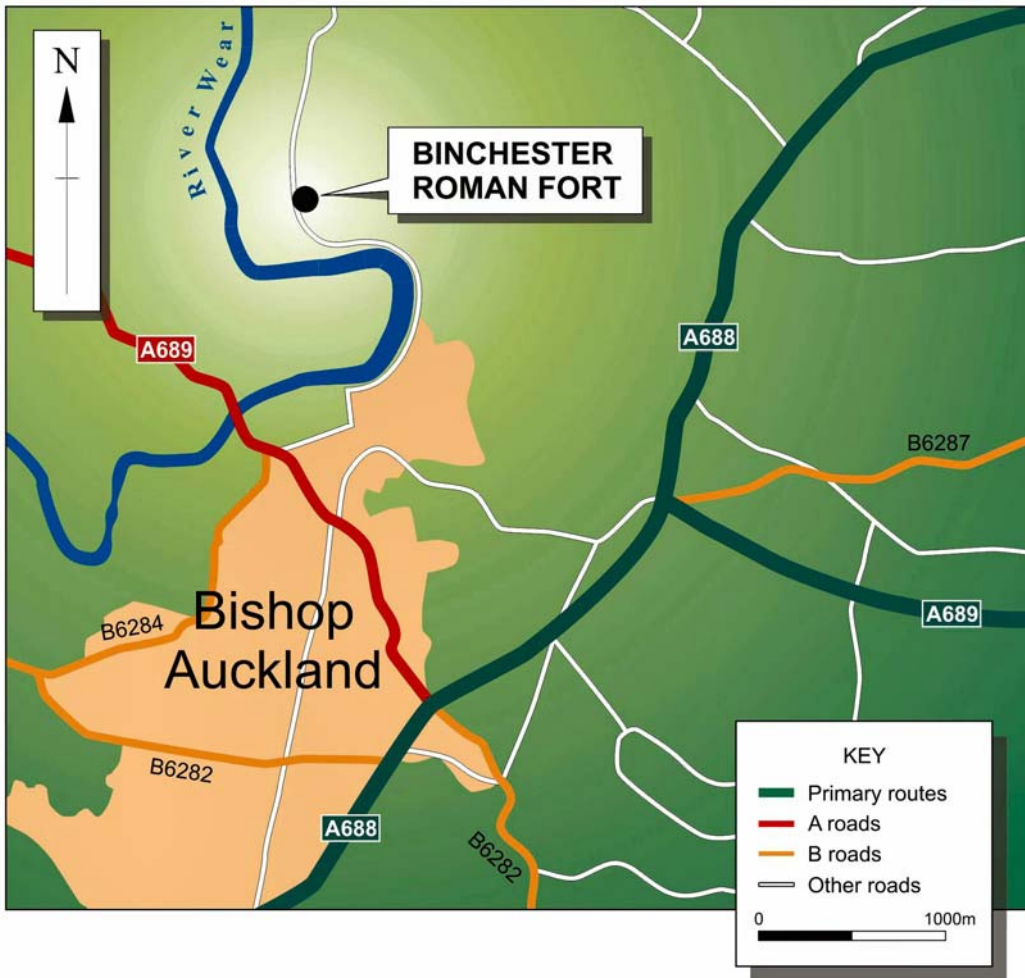 N
River Wear
BINCHESTER
ROMAN FORT
A689
A688
B6287
A689
Bishop
Auckland
B6284
B6282
A688
B6282
KEY
Primary routes
A roads
B roads
Other roads
0 1000m